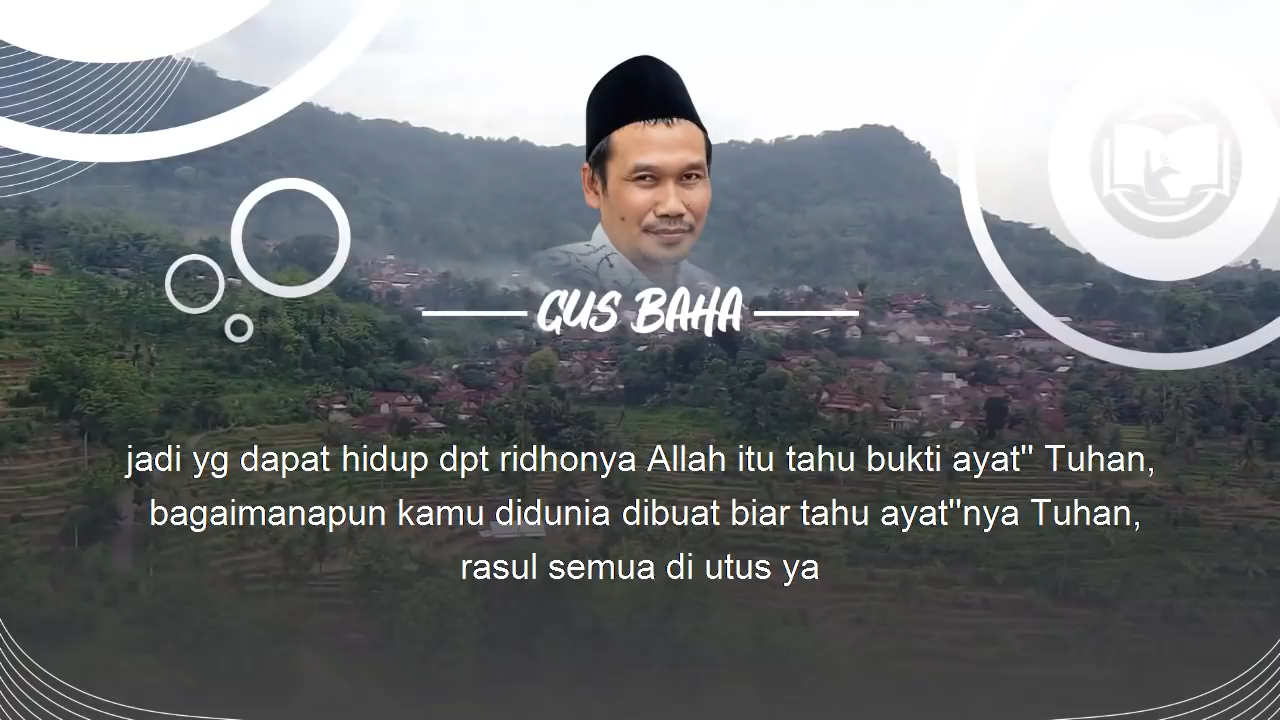 GUS BAHA
jadi yg dapat hidup dpt ridhonya Allah itu tahu bukti ayat" Tuhan,
bagaimanapun kamu didunia dibuat biar tahu ayat"nya Tuhan,
rasul semua di utus ya